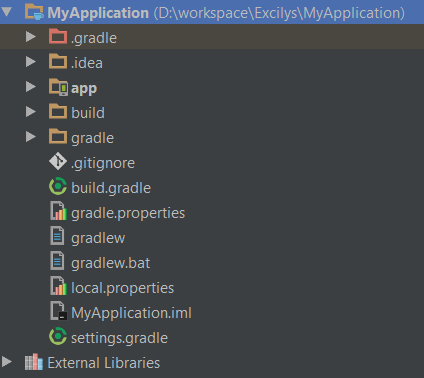 MyApplication (D:\workspace\Excilys\MyApplication)
.gradle
.idea
app
build
gradle
.gitignore
build.gradle
gradle.properties
gradlew
gradlew.bat
local.properties
MyApplication.iml
settings.gradle
External Libraries